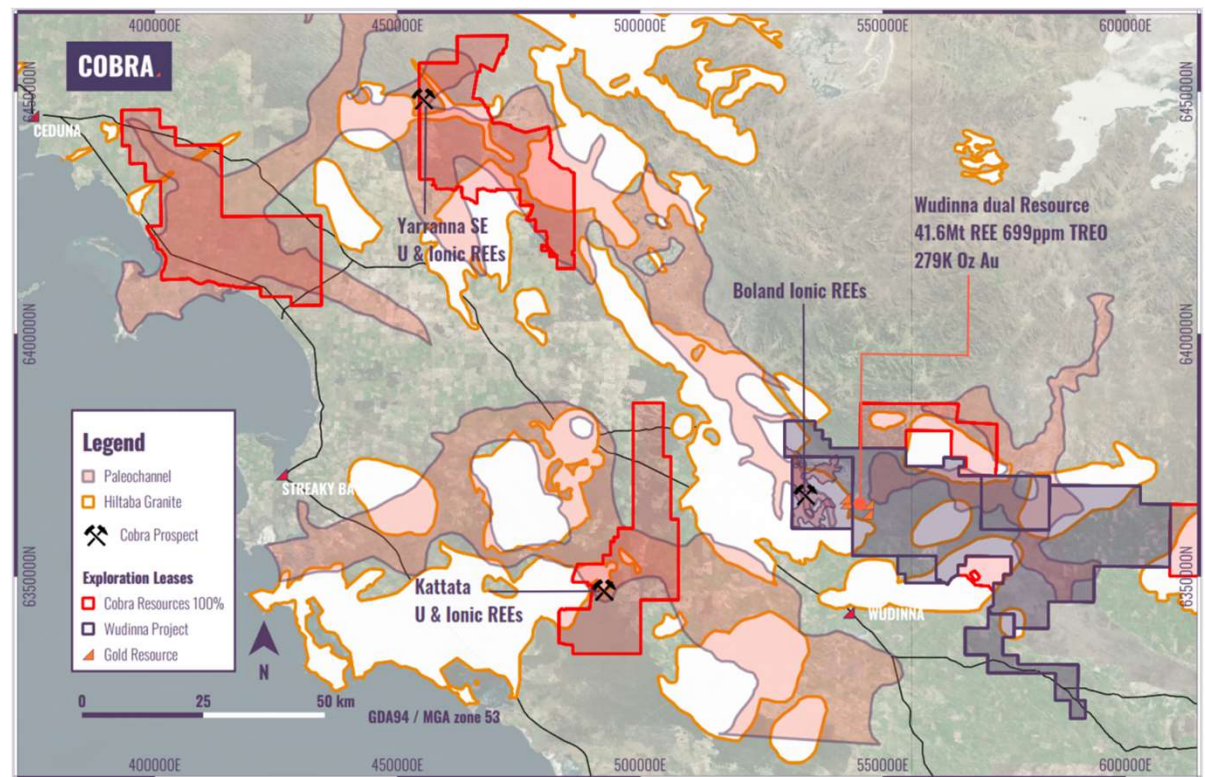 400000E 450000E 500000E 550000E 600000E
COBRA.
6450000N
6450000N
CEDUNA
Yarranna SE
U & Ionic REEs
Wudinna dual Resource
41.6Mt REE 699ppm TREO
279K Oz Au
Boland Ionic REEs
6400000N
6400000N
Legend
Paleochannel
Hiltaba Granite
Cobra Prospect
Exploration Leases
Cobra Resources 100%
Wudinna Project
Gold Resource
STREAKY BA
Kattata
U & Ionic REEs
6350000N
6350000N
WUDINNA
N
0 25 50 km
GDA94 / MGA zone 53
400000E 450000E 500000E 550000E 600000E